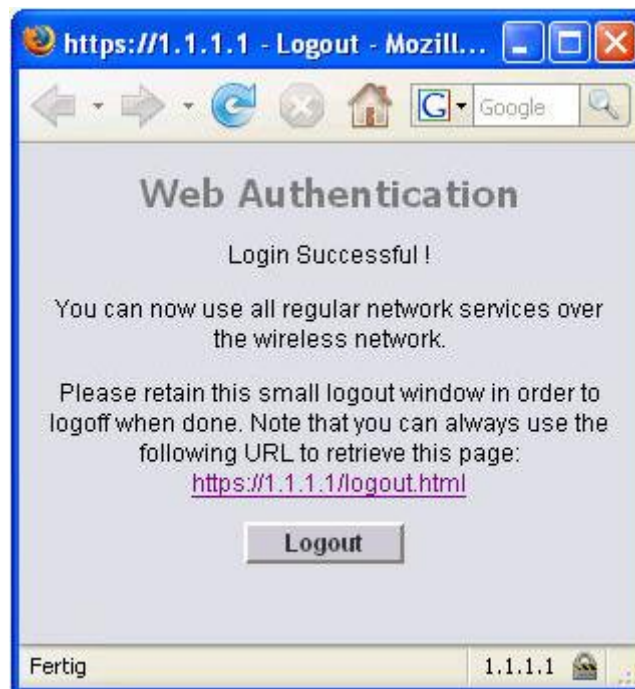 https://1.1.1.1 - Logout - Mozill...
G Google
Web Authentication
Login Successful !
You can now use all regular network services over
the wireless network.
Please retain this small logout window in order to
logoff when done. Note that you can always use the
following URL to retrieve this page:
https://1.1.1.1/logout.html
Logout
Fertig 1.1.1.1